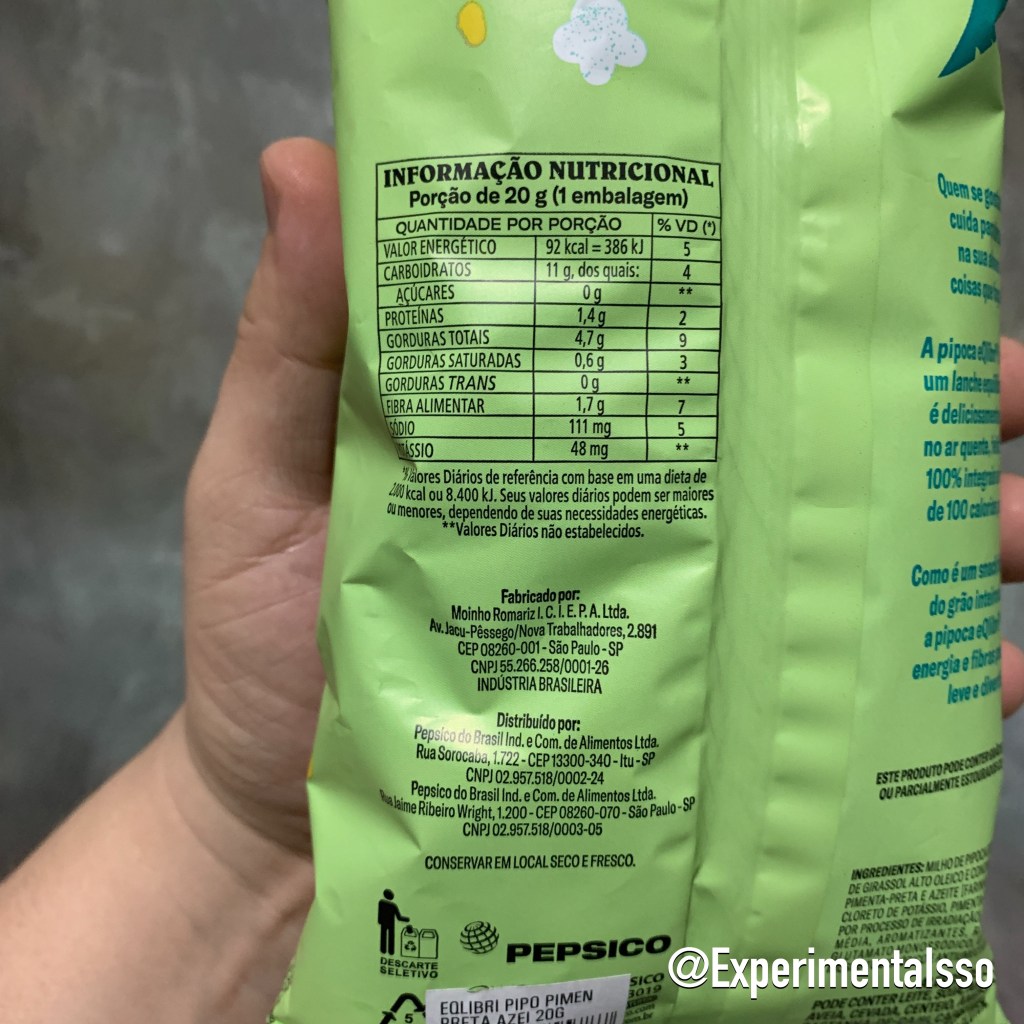 INFORMAÇÃO NUTRICIONAL
Porção de 20 g (1 embalagem)
QUANTIDADE POR PORÇÃO % VD (*)
VALOR ENERGÉTICO 92 kcal = 386 kJ 5
CARBOIDRATOS 11 g, dos quais: 4
AÇÚCARES 0 g **
PROTEÍNAS 1,4 g 2
GORDURAS TOTAIS 4,7 g 9
GORDURAS SATURADAS 0,6 g 3
GORDURAS TRANS 0 g **
FIBRA ALIMENTAR 1,7 g 7
SÓDIO 111 mg 5
48 mg **
Valores Diários de referência com base em uma dieta de
2.000 kcal ou 8.400 kJ. Seus valores diários podem ser maiores
ou menores, dependendo de suas necessidades energéticas.
**Valores Diários não estabelecidos.
Fabricado por:
Moinho Romariz I. C. I. E. P. A. Ltda.
Av. Jacu-Pêssego/Nova Trabalhadores, 2.891
CEP 08260-001 - São Paulo - SP
CNPJ 55.266.258/0001-26
INDÚSTRIA BRASILEIRA
Distribuído por:
Pepsico do Brasil Ind. e Com. de Alimentos Ltda.
Rua Sorocaba, 1.722 - CEP 13300-340 - Itu - SP
CNPJ 02.957.518/0002-24
Pepsico do Brasil Ind. e Com. de Alimentos Ltda.
Rua Jaime Ribeiro Wright, 1.200 - CEP 08260-070 - São Paulo - SP
CNPJ 02.957.518/0003-05
CONSERVAR EM LOCAL SECO E FRESCO.
DESCARTE
SELETIVO
PEPSICO
5
EQLIBRI PIPO PIMEN
PRETA AZEI 20G
Quem se
cuida
na sua
coisas
A pipoca
um lanche
é
no ar quente,
100%
de 100
Como é um
do grão
a pipoca
energia e fibras
leve e
ESTE PRODUTO PODE CONTER
OU PARCIALMENTE
INGREDIENTES: MILHO DE
DE GIRASSOL ALTO OLEICO E
PIMENTA-PRETA E AZEITE
CLORETO DE POTÁSSIO,
POR PROCESSO DE IRRADIAÇÃO
MÉDIA, AROMATIZANTES,
PODE CONTER LEITE,
AVEIA, CEVADA, CENTEIO,
@ExperimentaIsso